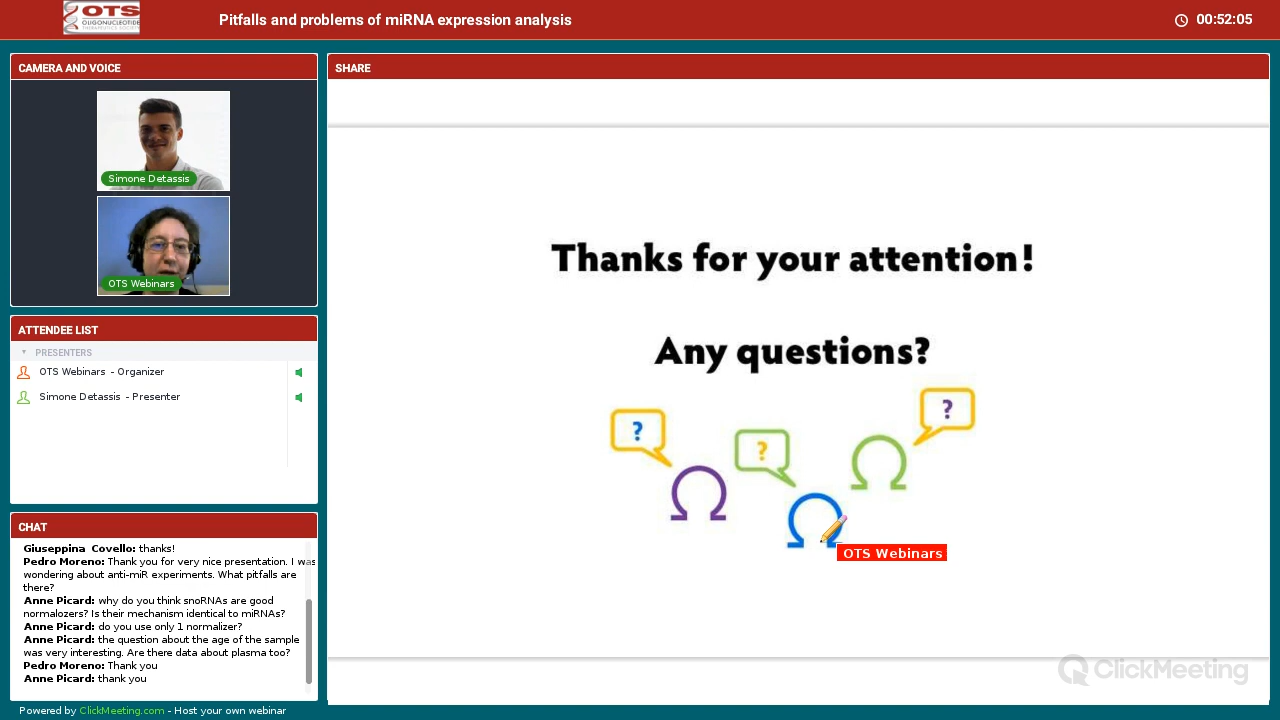 OTS
OLIGONUCLEOTIDE
THERAPEUTICS SOCIETY
Pitfalls and problems of miRNA expression analysis
00:52:05
CAMERA AND VOICE
Simone Detassis
OTS Webinars
ATTENDEE LIST
PRESENTERS
OTS Webinars - Organizer
Simone Detassis - Presenter
CHAT
Giuseppina Covello: thanks!
Pedro Moreno: Thank you for very nice presentation. I was
wondering about anti-miR experiments. What pitfalls are
there?
Anne Picard: why do you think snoRNAs are good
normalozers? Is their mechanism identical to miRNAs?
Anne Picard: do you use only 1 normalizer?
Anne Picard: the question about the age of the sample
was very interesting. Are there data about plasma too?
Pedro Moreno: Thank you
Anne Picard: thank you
Powered by ClickMeeting.com - Host your own webinar
SHARE
Thanks for your attention!
Any questions?
?
?
?
OTS Webinars
ClickMeeting